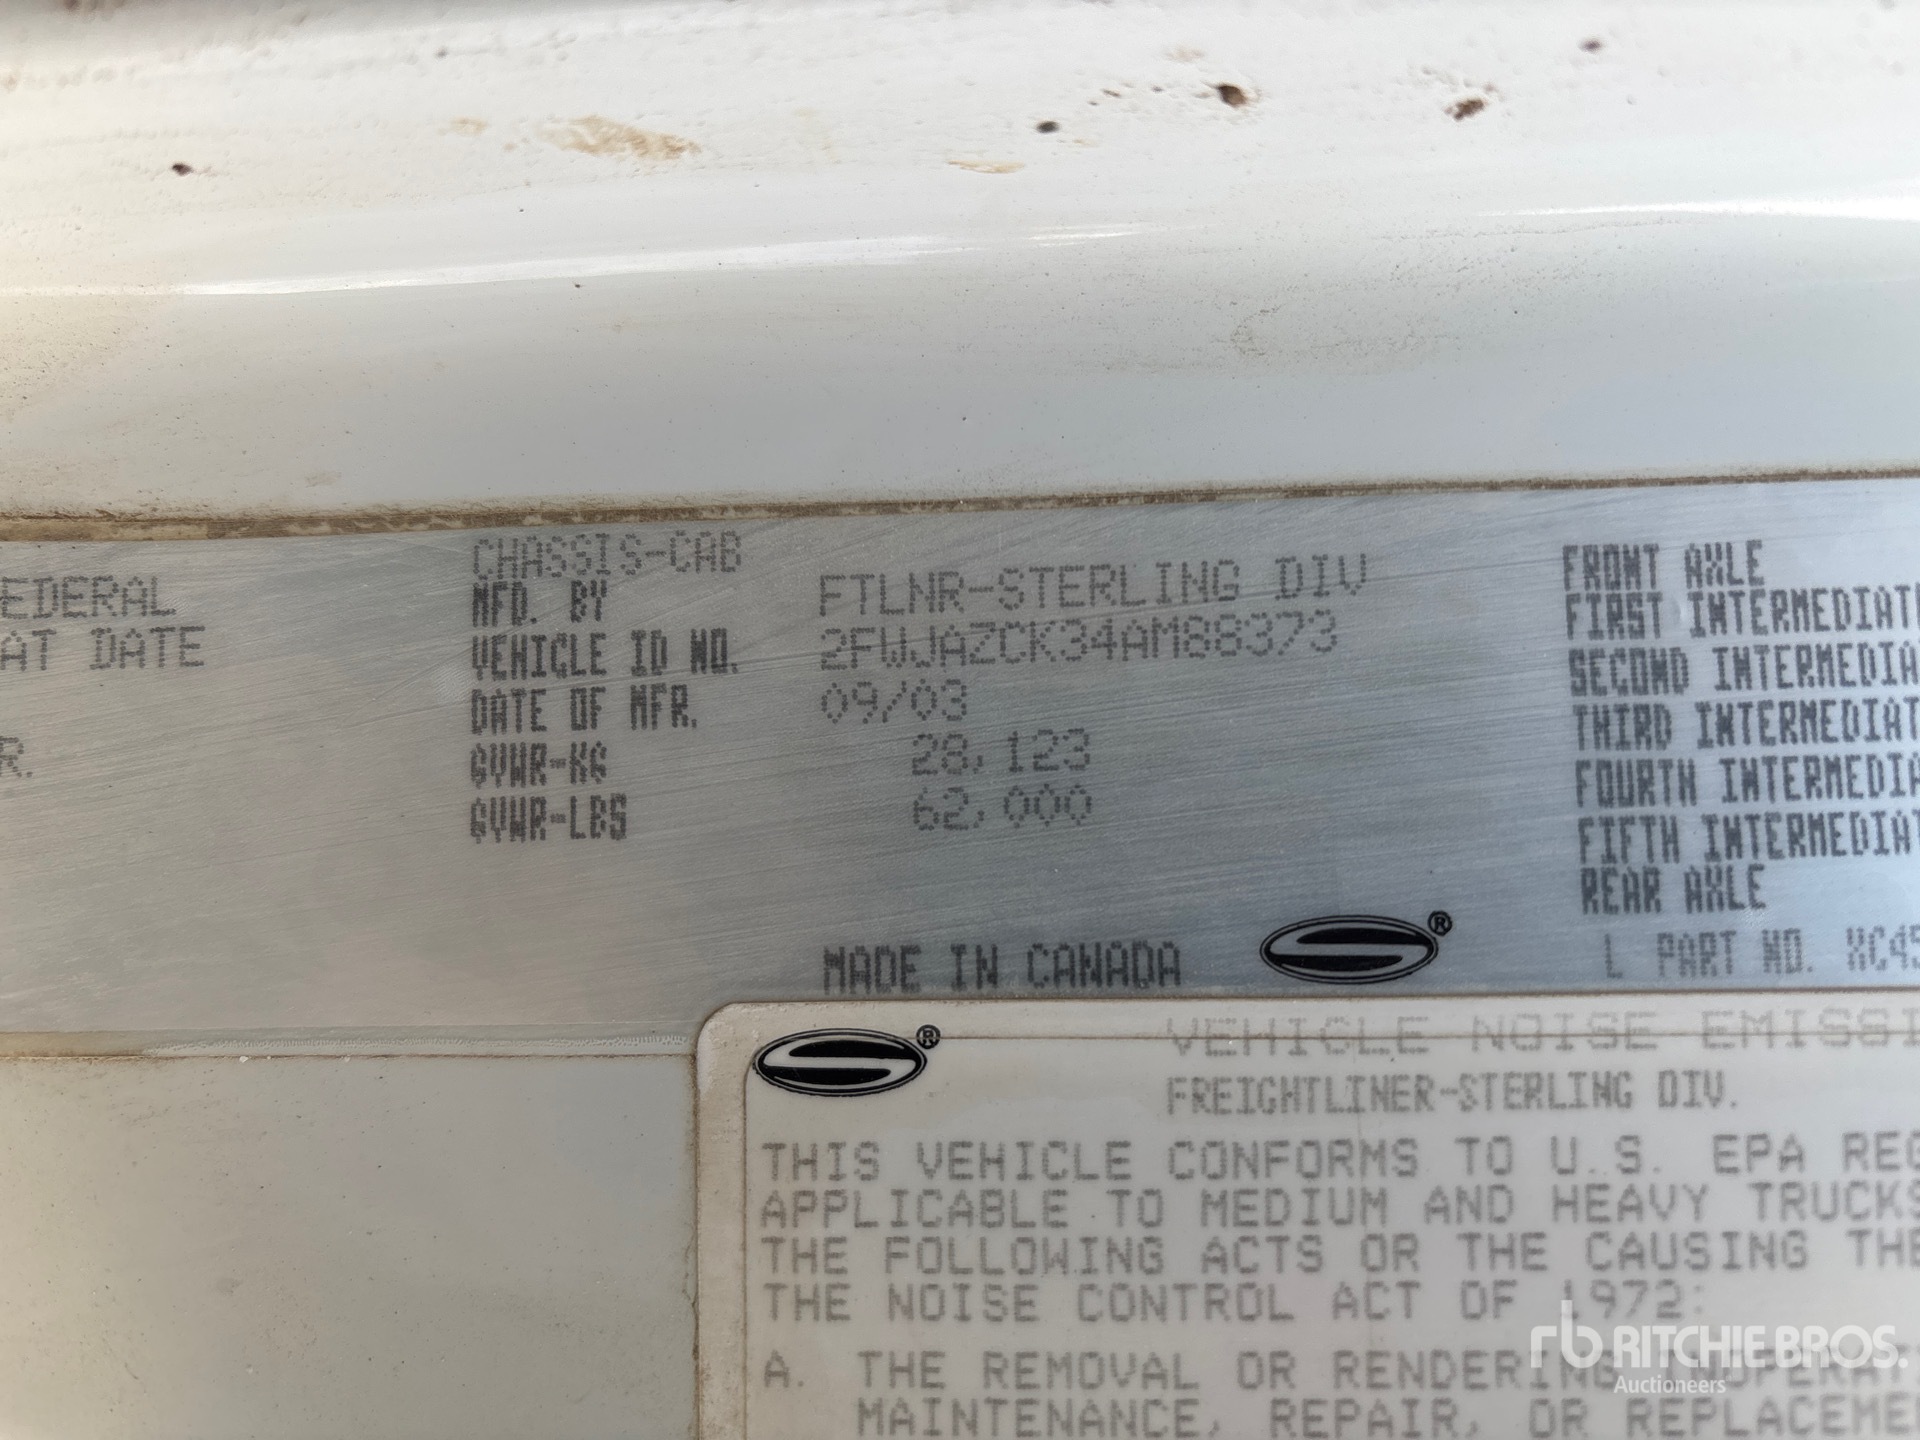 EDERAL
AT DATE
R.
CHASSIS-CAB
MFD. BY FTLNR-STERLING DIV
VEHICLE ID NO. 2FWJAZCK34AM88373
DATE OF MFR. 09/03
GVWR-KG 28,123
GVWR-LBS 62,000
FRONT AXLE
FIRST INTERMEDIAT
SECOND INTERMEDIA
THIRD INTERMEDIAT
FOURTH INTERMEDIA
FIFTH INTERMEDIAT
REAR AXLE
MADE IN CANADA
®
L PART NO. XC45
®
VEHICLE NOISE EMISSI
FREIGHTLINER-STERLING DIV.
THIS VEHICLE CONFORMS TO U.S. EPA REG
APPLICABLE TO MEDIUM AND HEAVY TRUCKS
THE FOLLOWING ACTS OR THE CAUSING THE
THE NOISE CONTROL ACT OF 1972:
A. THE REMOVAL OR RENDERING INOPERATI
MAINTENANCE, REPAIR, OR REPLACEME
rb RITCHIE BROS.
Auctioneers